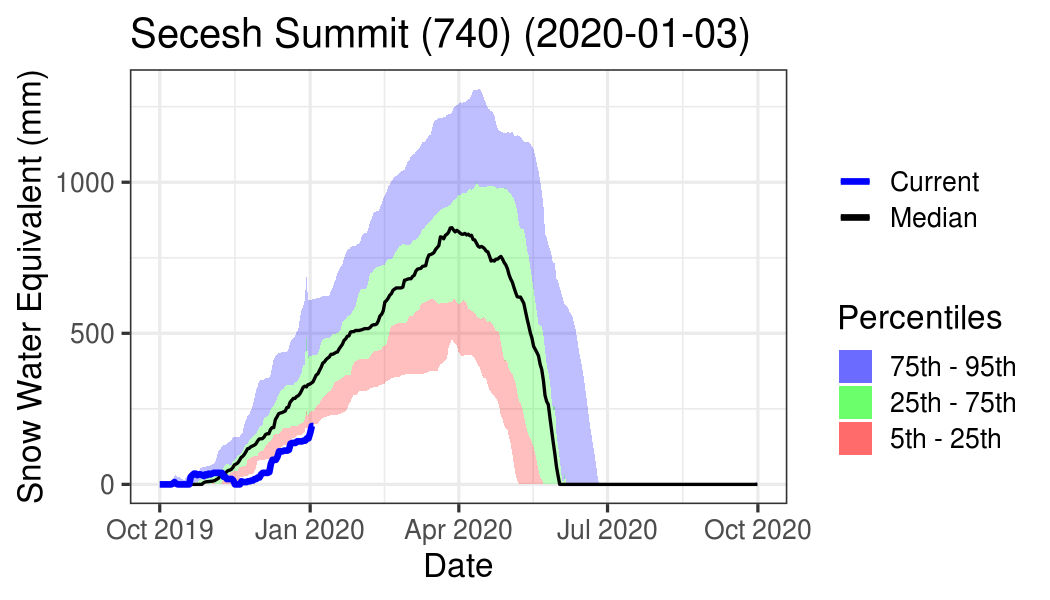 Secesh Summit (740) (2020-01-03)
Snow Water Equivalent (mm)
1000
500
0
Oct 2019
Jan 2020
Apr 2020
Jul 2020
Oct 2020
Date
Current
Median
Percentiles
75th - 95th
25th - 75th
5th - 25th